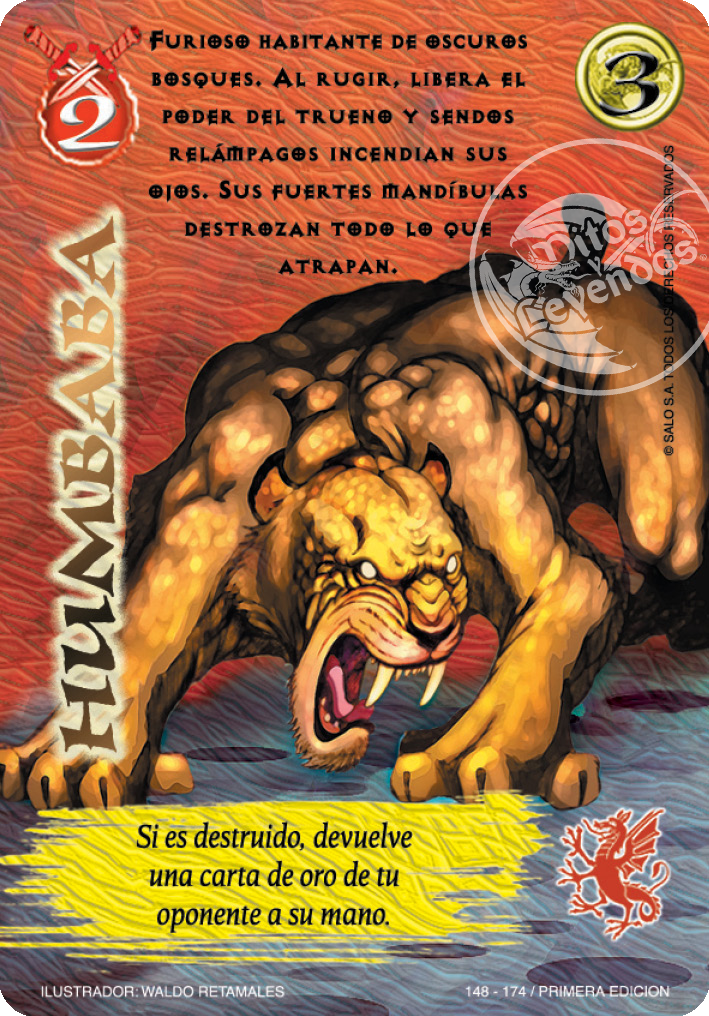 2
Furioso habitante de oscuros
bosques. Al rugir, libera el
poder del trueno y sendos
relámpagos incendian sus
ojos. Sus fuertes mandíbulas
destrozan todo lo que
atrapan.
3
Mitos
y
Leyendas
© SALO S.A. TODOS LOS DERECHOS RESERVADOS
HUMBABA
Si es destruido, devuelve
una carta de oro de tu
oponente a su mano.
ILUSTRADOR: WALDO RETAMALES
148 - 174 / PRIMERA EDICION